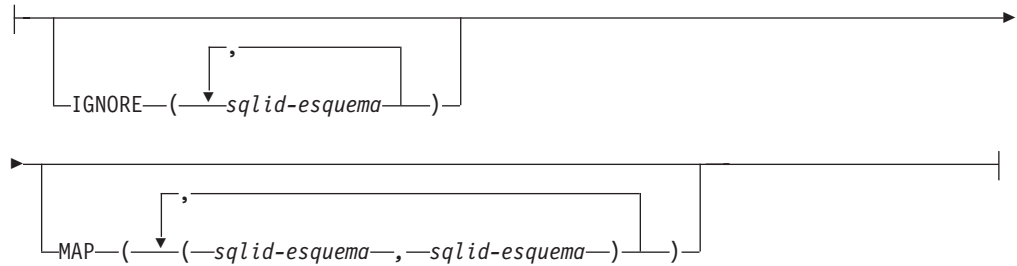 ,
IGNORE ( sqlid-esquema )
,
MAP ( ( sqlid-esquema , sqlid-esquema ) )